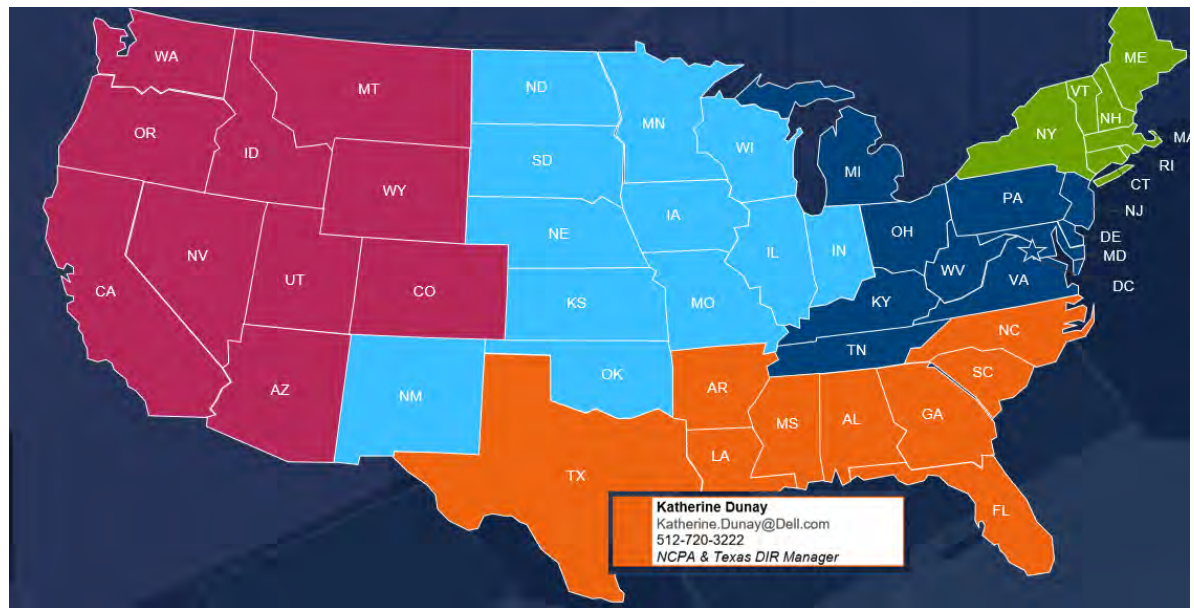 WA
MT
ND
MN
ME
VT
NH
NY
OR
ID
SD
WI
MI
MA
RI
WY
CT
PA
NJ
IA
NE
OH
NV
IL
IN
DE
UT
WV
MD
CA
CO
KS
MO
VA
DC
KY
NC
TN
OK
SC
AZ
NM
AR
MS
AL
GA
LA
TX
FL
Katherine Dunay
Katherine.Dunay@Dell.com
512-720-3222
NCPA & Texas DIR Manager